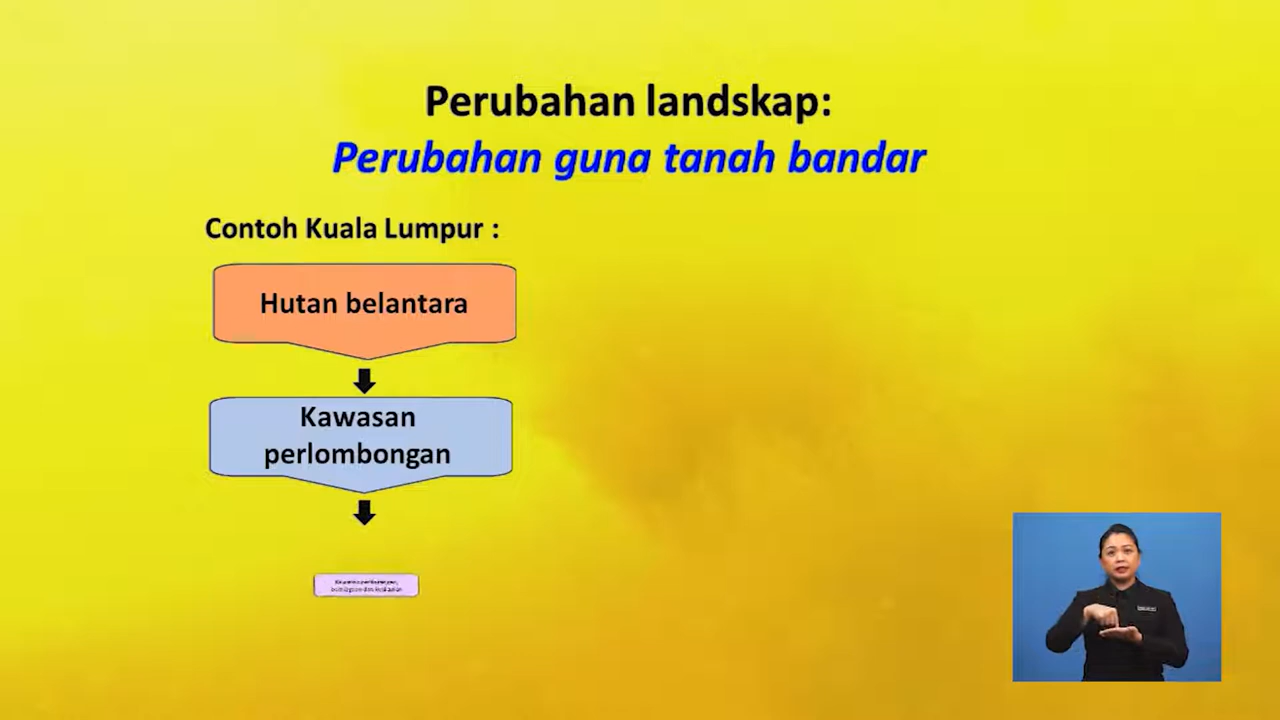 Perubahan landskap:
Perubahan guna tanah bandar
Contoh Kuala Lumpur :
Hutan belantara
Kawasan
perlombongan